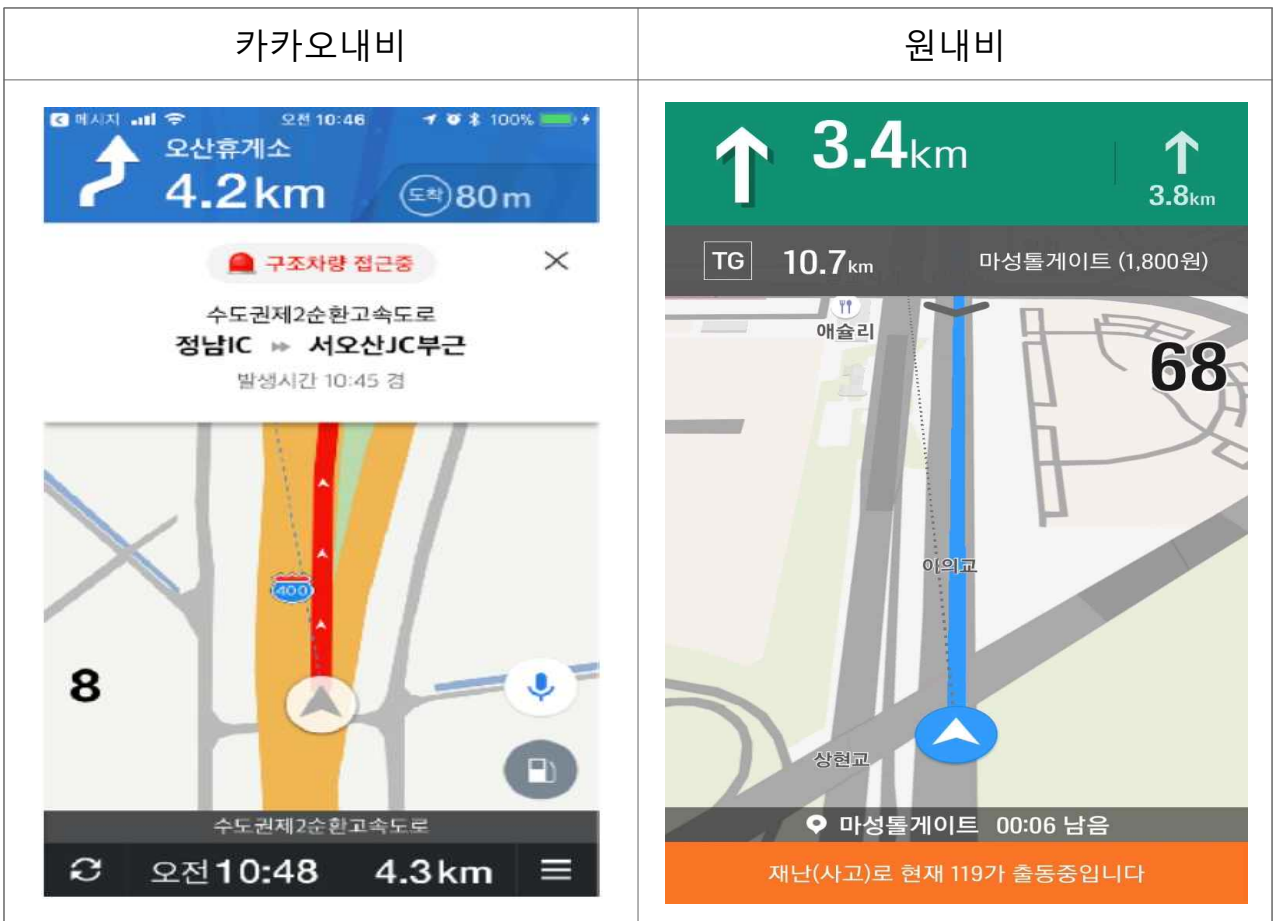 카카오내비
원내비
메시지 오전 10:46 100%
오산휴게소
4.2km
도착 80m
구조차량 접근중
수도권제2순환고속도로
정남IC 서오산JC부근
발생시간 10:45 경
400
8
수도권제2순환고속도로
오전 10:48 4.3km
3.4km
3.8km
TG 10.7km 마성톨게이트 (1,800원)
애슐리
68
아의교
상현교
마성톨게이트 00:06 남음
재난(사고)로 현재 119가 출동중입니다